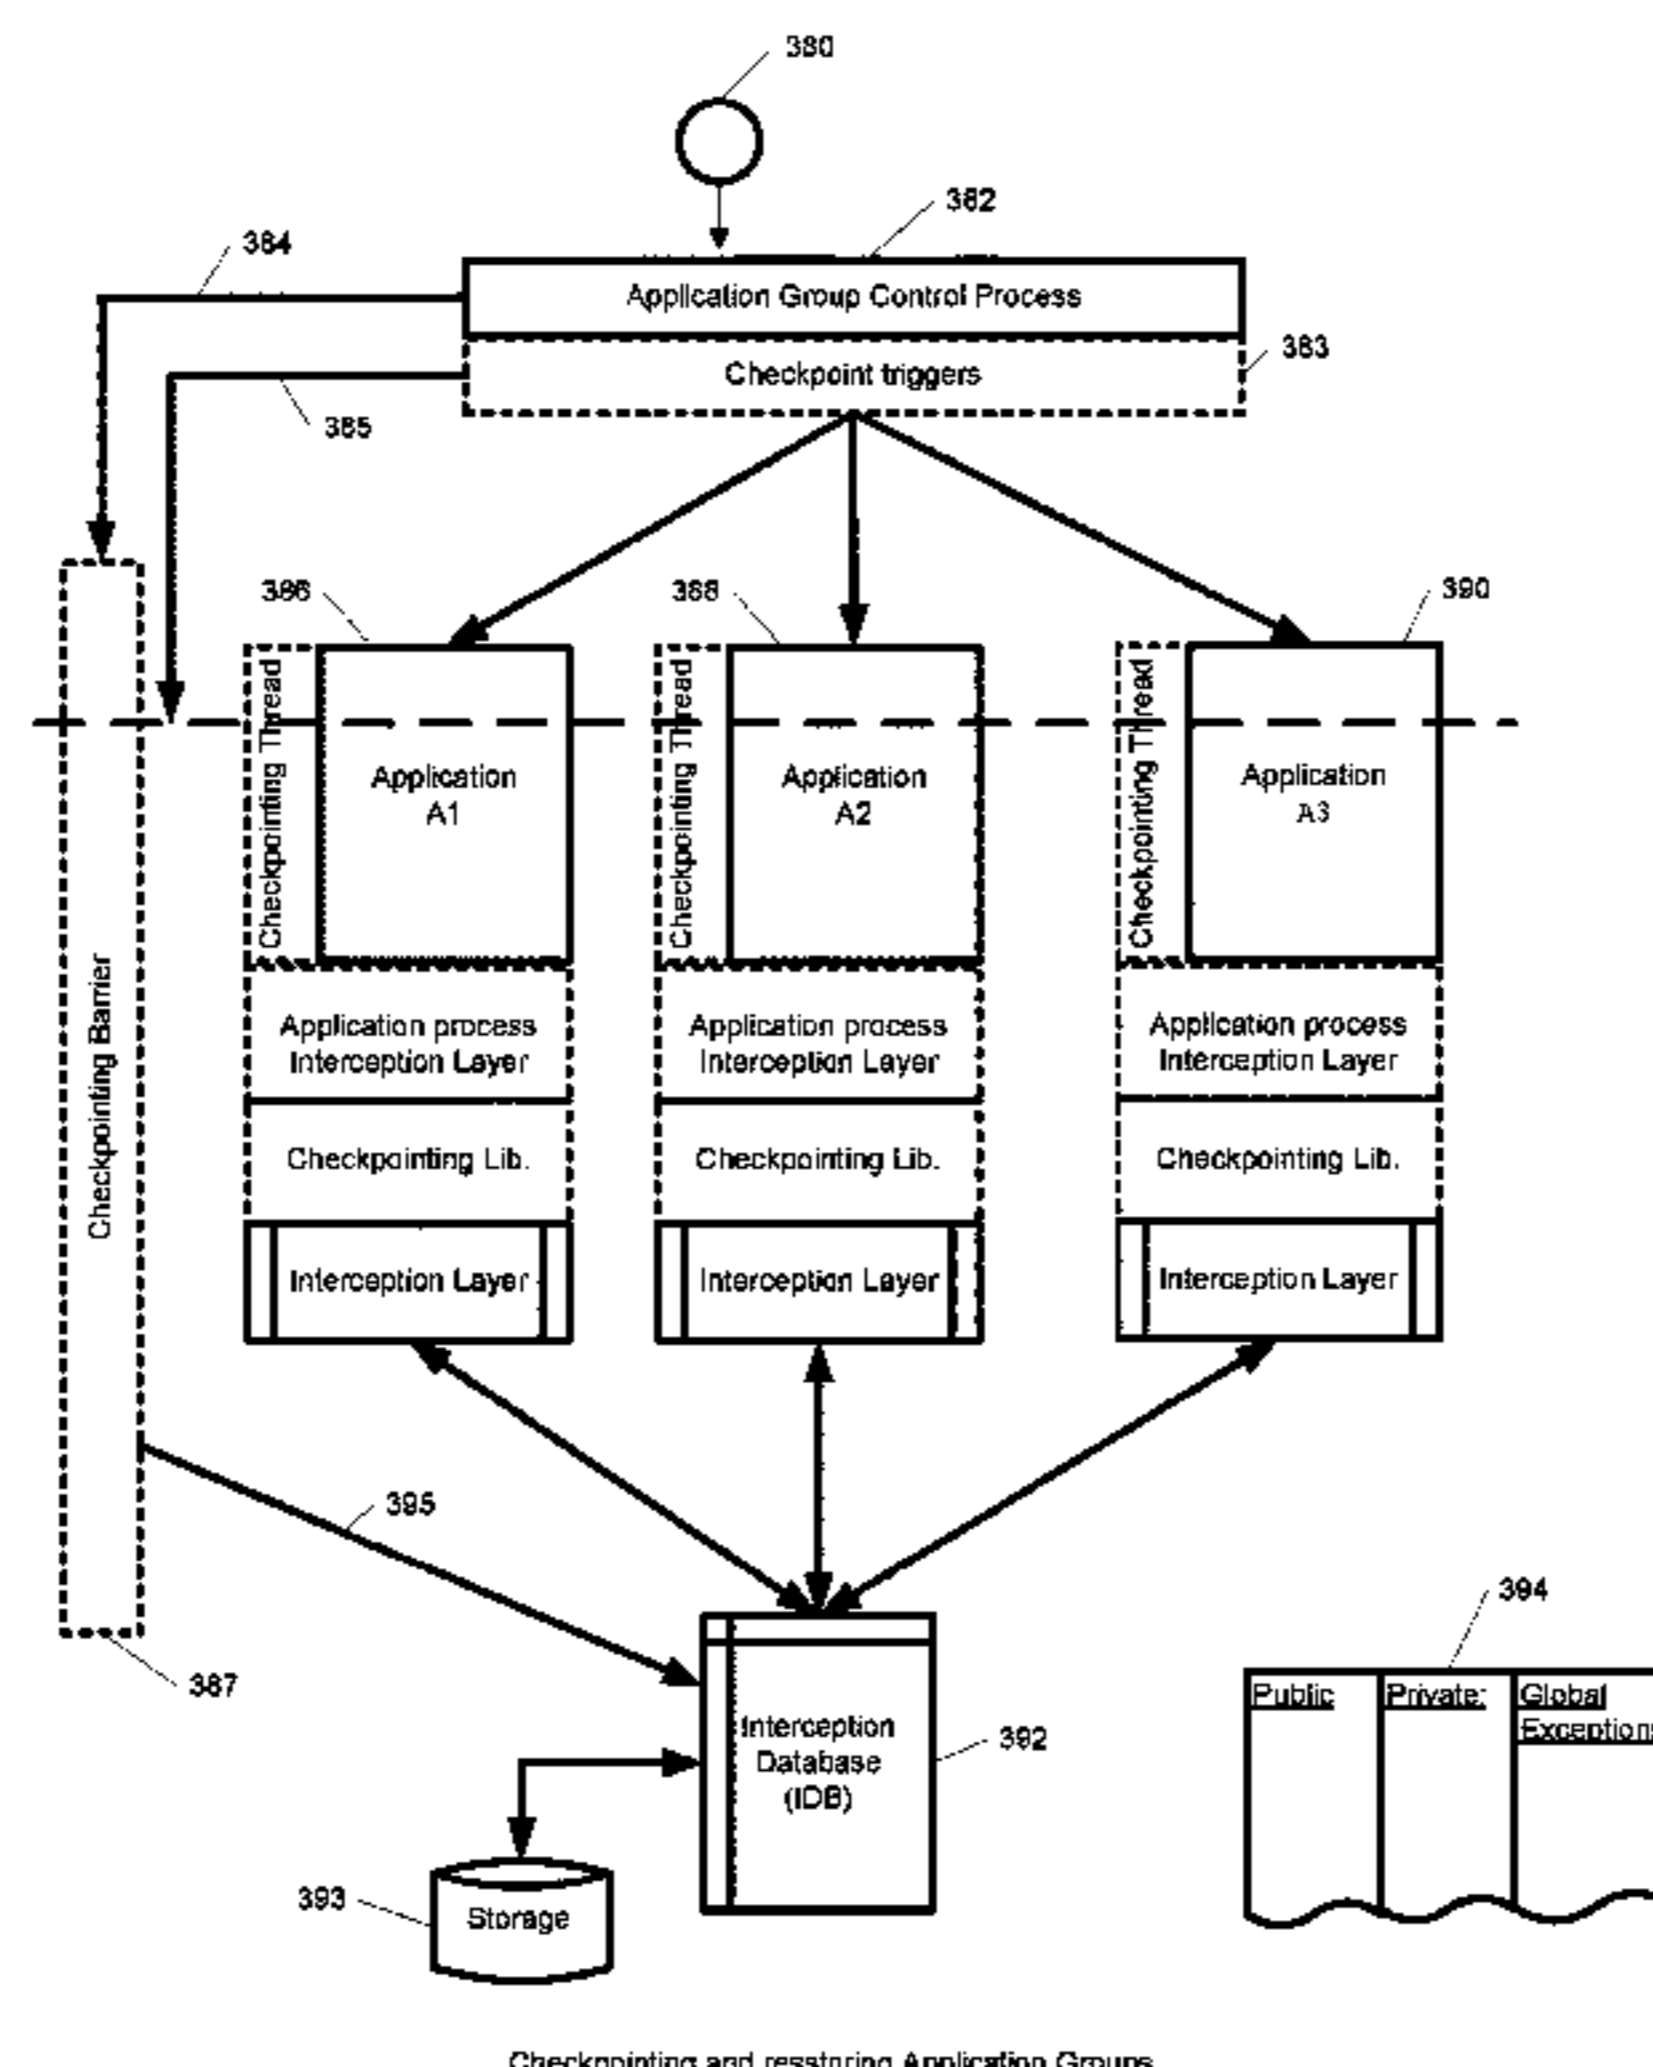 380
382
384
Application Group Control Process
383
Checkpoint triggers
385
386
388
390
Checkpointing Thread
Application
A1
Checkpointing Thread
Application
A2
Checkpointing Thread
Application
A3
Checkpointing Barrier
Application process
Interception Layer
Application process
Interception Layer
Application process
Interception Layer
Checkpointing Lib.
Checkpointing Lib.
Checkpointing Lib.
Interception Layer
Interception Layer
Interception Layer
395
394
387
Public
Private:
Global
Exceptions
Interception
Database
(IDB)
392
393
Storage
Checkpointing and resstoring Application Groups